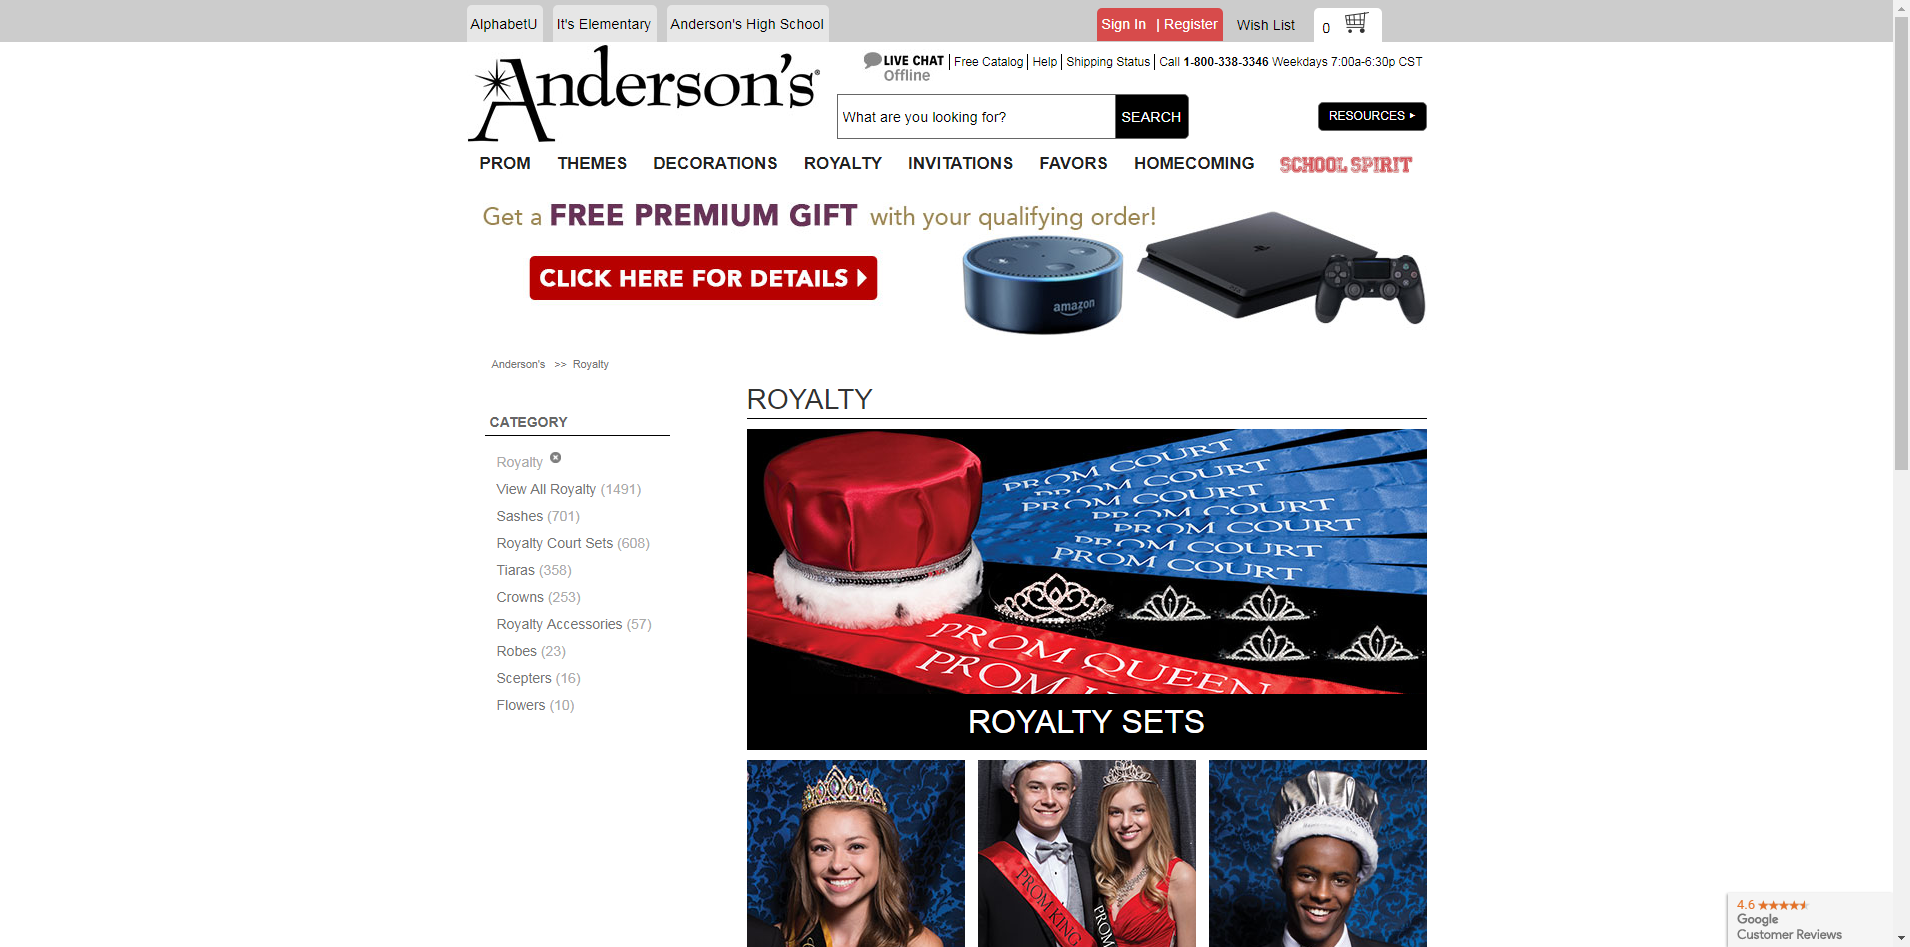 AlphabetU It's Elementary Anderson's High School Sign In | Register Wish List 0
Anderson's®
LIVE CHAT Offline | Free Catalog | Help | Shipping Status | Call 1-800-338-3346 Weekdays 7:00a-6:30p CST
What are you looking for? SEARCH
RESOURCES
PROM THEMES DECORATIONS ROYALTY INVITATIONS FAVORS HOMECOMING SCHOOL SPIRIT
Get a FREE PREMIUM GIFT with your qualifying order!
CLICK HERE FOR DETAILS
amazon
Anderson's >> Royalty
CATEGORY
Royalty
View All Royalty (1491)
Sashes (701)
Royalty Court Sets (608)
Tiaras (358)
Crowns (253)
Royalty Accessories (57)
Robes (23)
Scepters (16)
Flowers (10)
ROYALTY
PROM COURT
PROM COURT
PROM COURT
PROM COURT
PROM COURT
PROM COURT
PROM COURT
PROM QUEEN
PROM
ROYALTY SETS
PROM KING
PROM
4.6
Google
Customer Reviews